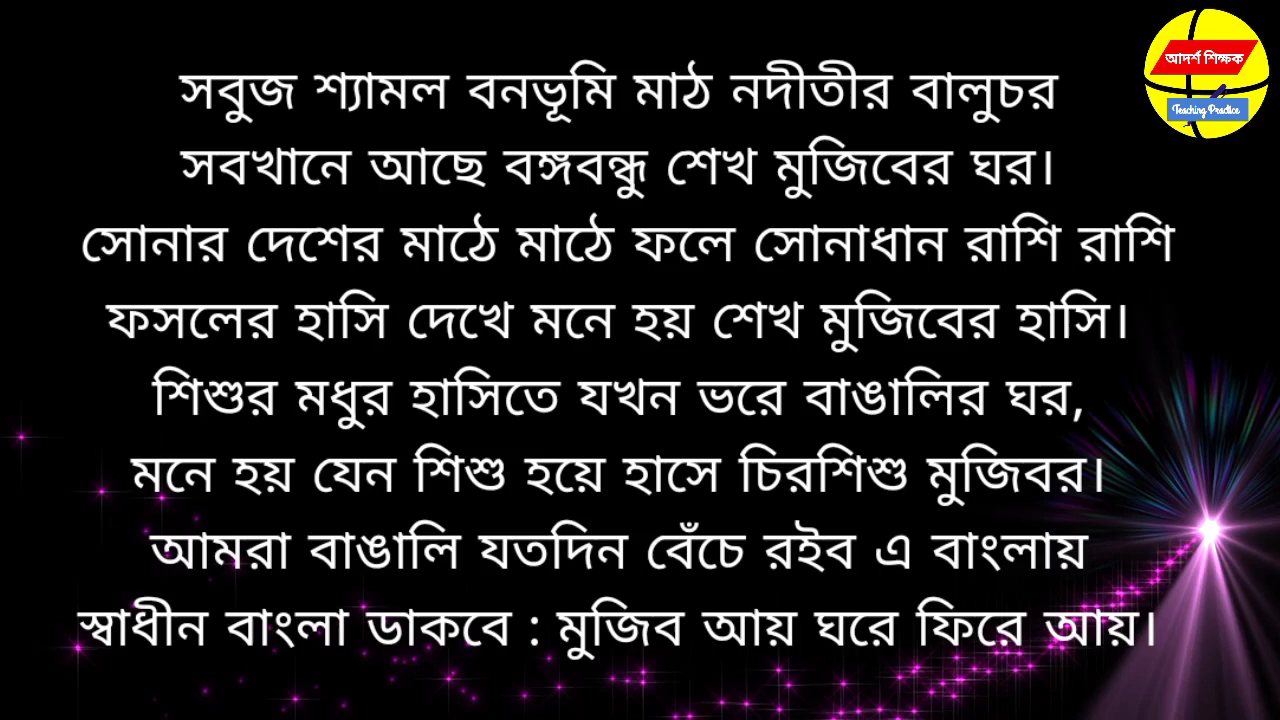 সবুজ শ্যামল বনভূমি মাঠ নদীতীর বালুচর
সবখানে আছে বঙ্গবন্ধু শেখ মুজিবের ঘর।
সোনার দেশের মাঠে মাঠে ফলে সোনাধান রাশি রাশি
ফসলের হাসি দেখে মনে হয় শেখ মুজিবের হাসি।
শিশুর মধুর হাসিতে যখন ভরে বাঙালির ঘর,
মনে হয় যেন শিশু হয়ে হাসে চিরশিশু মুজিবর।
আমরা বাঙালি যতদিন বেঁচে রইব এ বাংলায়
স্বাধীন বাংলা ডাকবে : মুজিব আয় ঘরে ফিরে আয়।
আদর্শ শিক্ষক
Teaching Practice